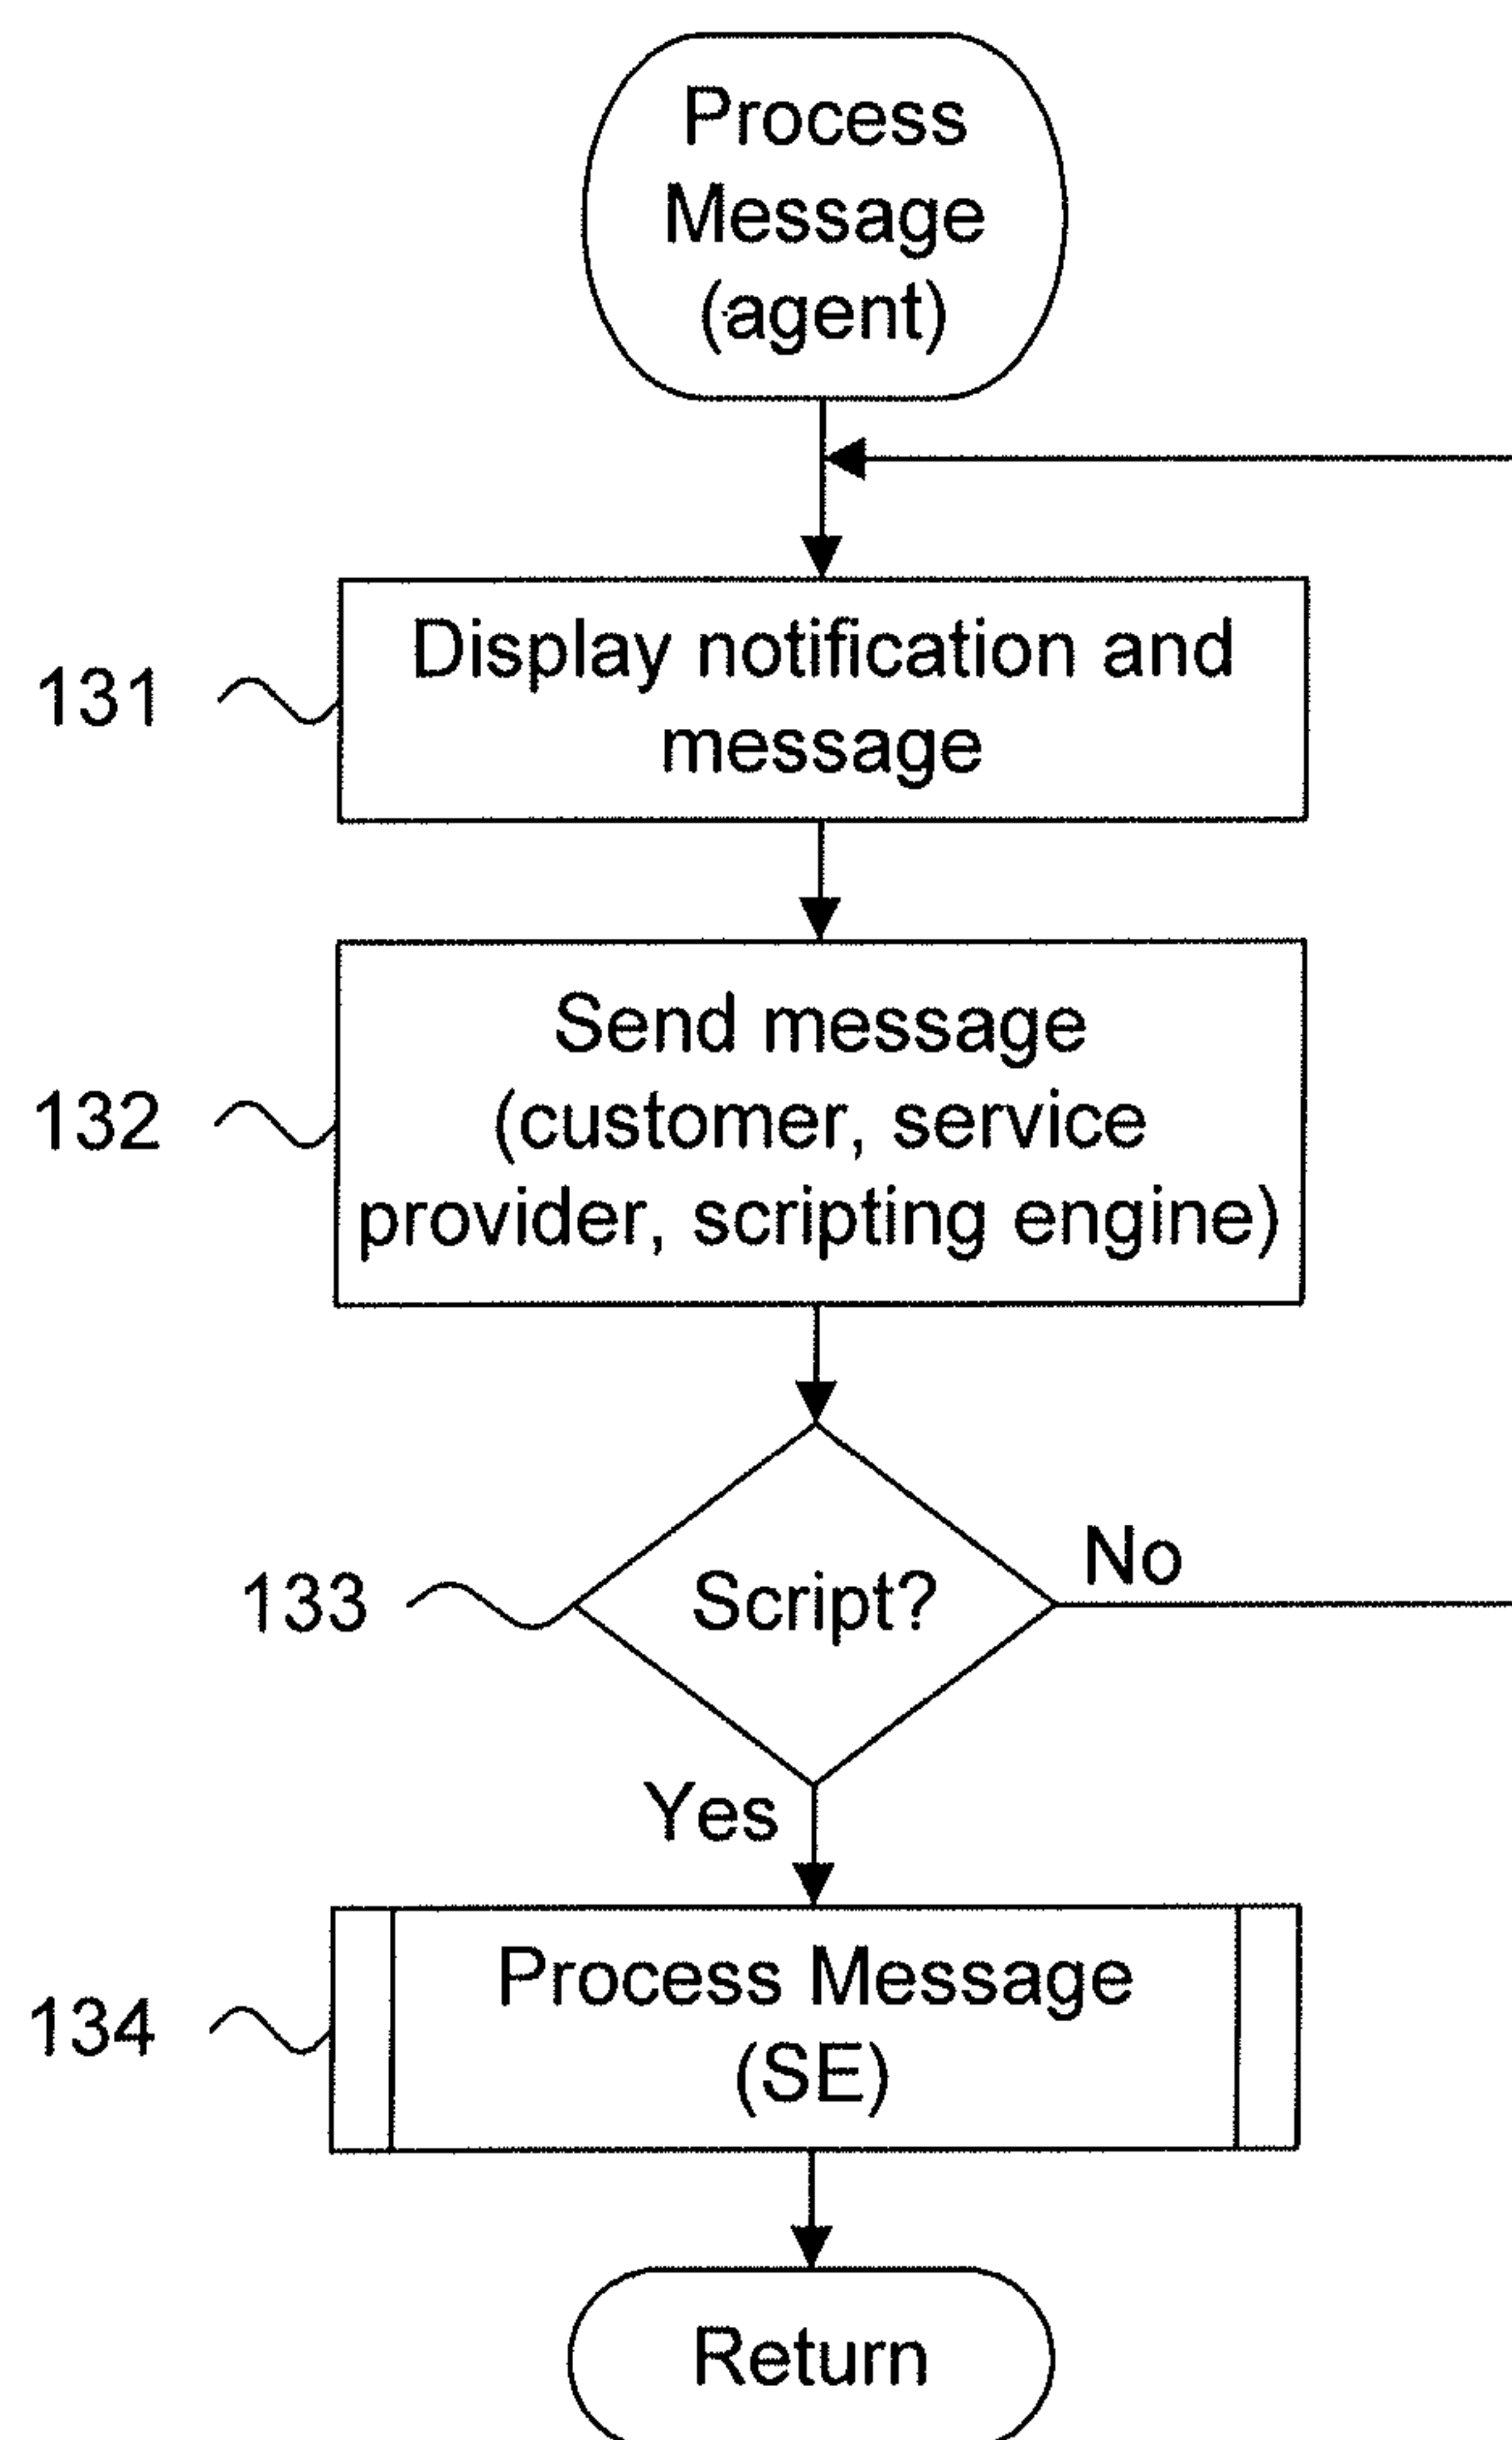 Process
Message
(agent)
131
Display notification and
message
132
Send message
(customer, service
provider, scripting engine)
133
Script?
No
Yes
134
Process Message
(SE)
Return